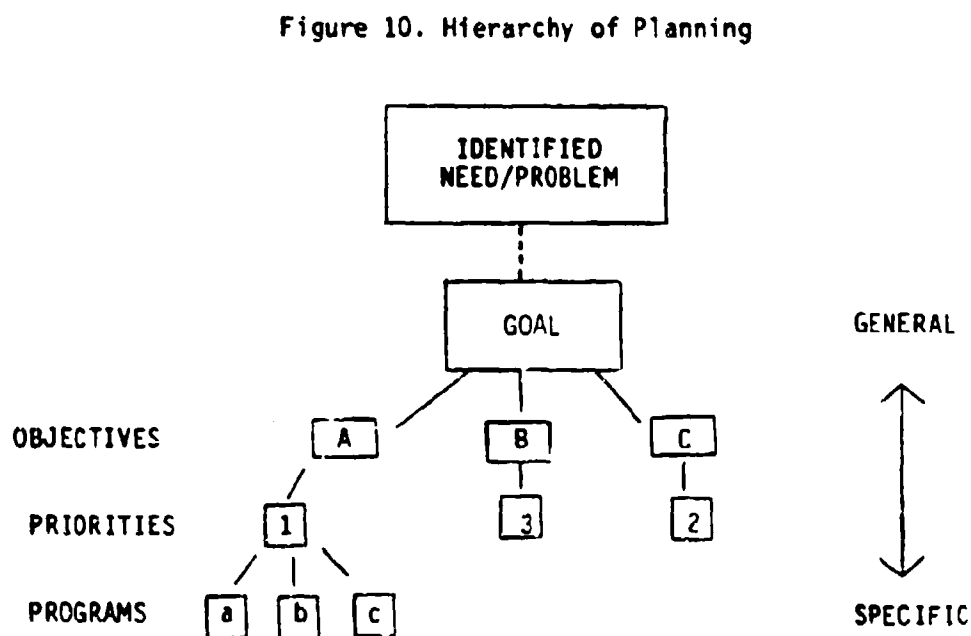 Figure 10. Hierarchy of Planning
IDENTIFIED
NEED/PROBLEM
GOAL
GENERAL
OBJECTIVES A B C
PRIORITIES 1 3 2
PROGRAMS a b c
SPECIFIC